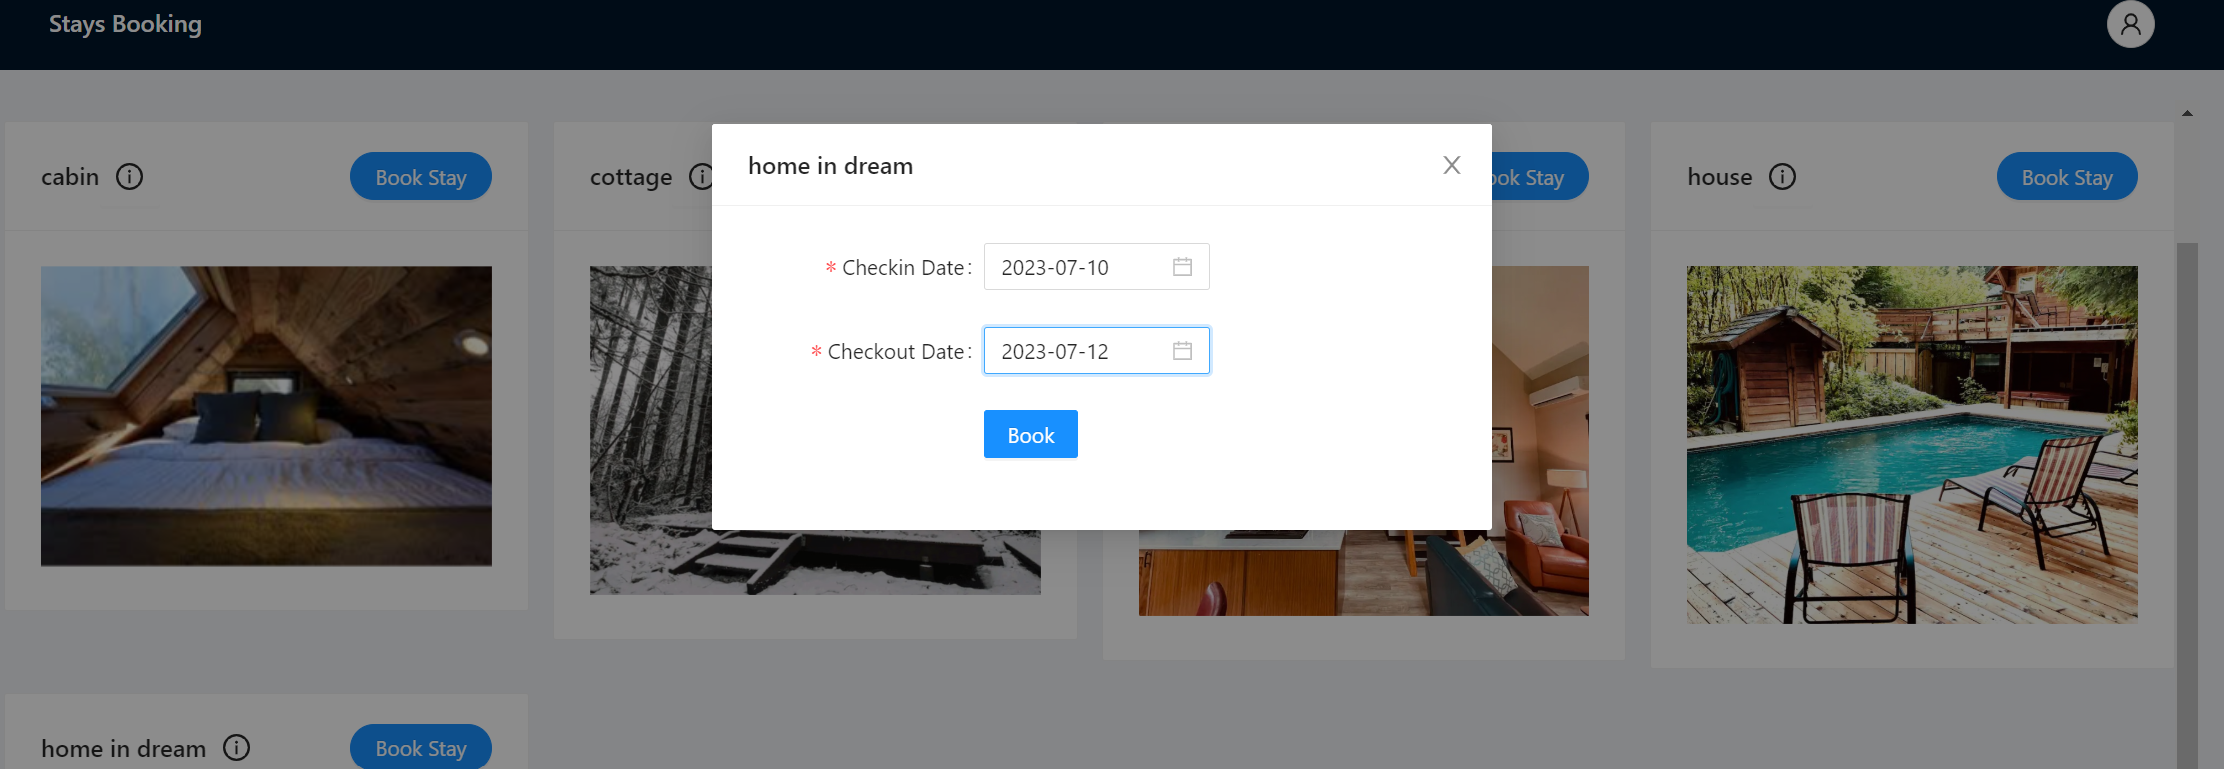 Stays Booking
cabin
Book Stay
cottage
ook Stay
house
Book Stay
home in dream
* Checkin Date:
2023-07-10
* Checkout Date:
2023-07-12
Book
home in dream
Book Stay